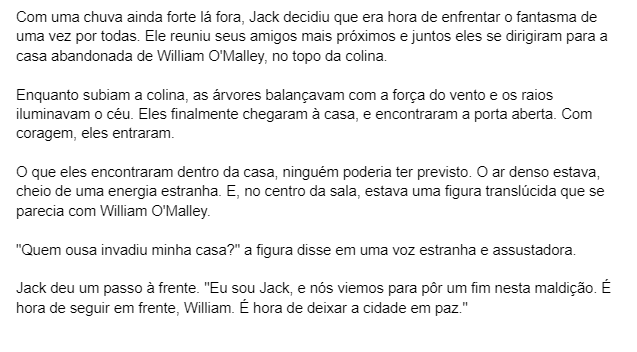 Com uma chuva ainda forte lá fora, Jack decidiu que era hora de enfrentar o fantasma de
uma vez por todas. Ele reuniu seus amigos mais próximos e juntos eles se dirigiram para a
casa abandonada de William O'Malley, no topo da colina.
Enquanto subiam a colina, as árvores balançavam com a força do vento e os raios
iluminavam o céu. Eles finalmente chegaram à casa, e encontraram a porta aberta. Com
coragem, eles entraram.
O que eles encontraram dentro da casa, ninguém poderia ter previsto. O ar denso estava,
cheio de uma energia estranha. E, no centro da sala, estava uma figura translúcida que se
parecia com William O'Malley.
"Quem ousa invadiu minha casa?" a figura disse em uma voz estranha e assustadora.
Jack deu um passo à frente. "Eu sou Jack, e nós viemos para pôr um fim nesta maldição. É
hora de seguir em frente, William. É hora de deixar a cidade em paz."